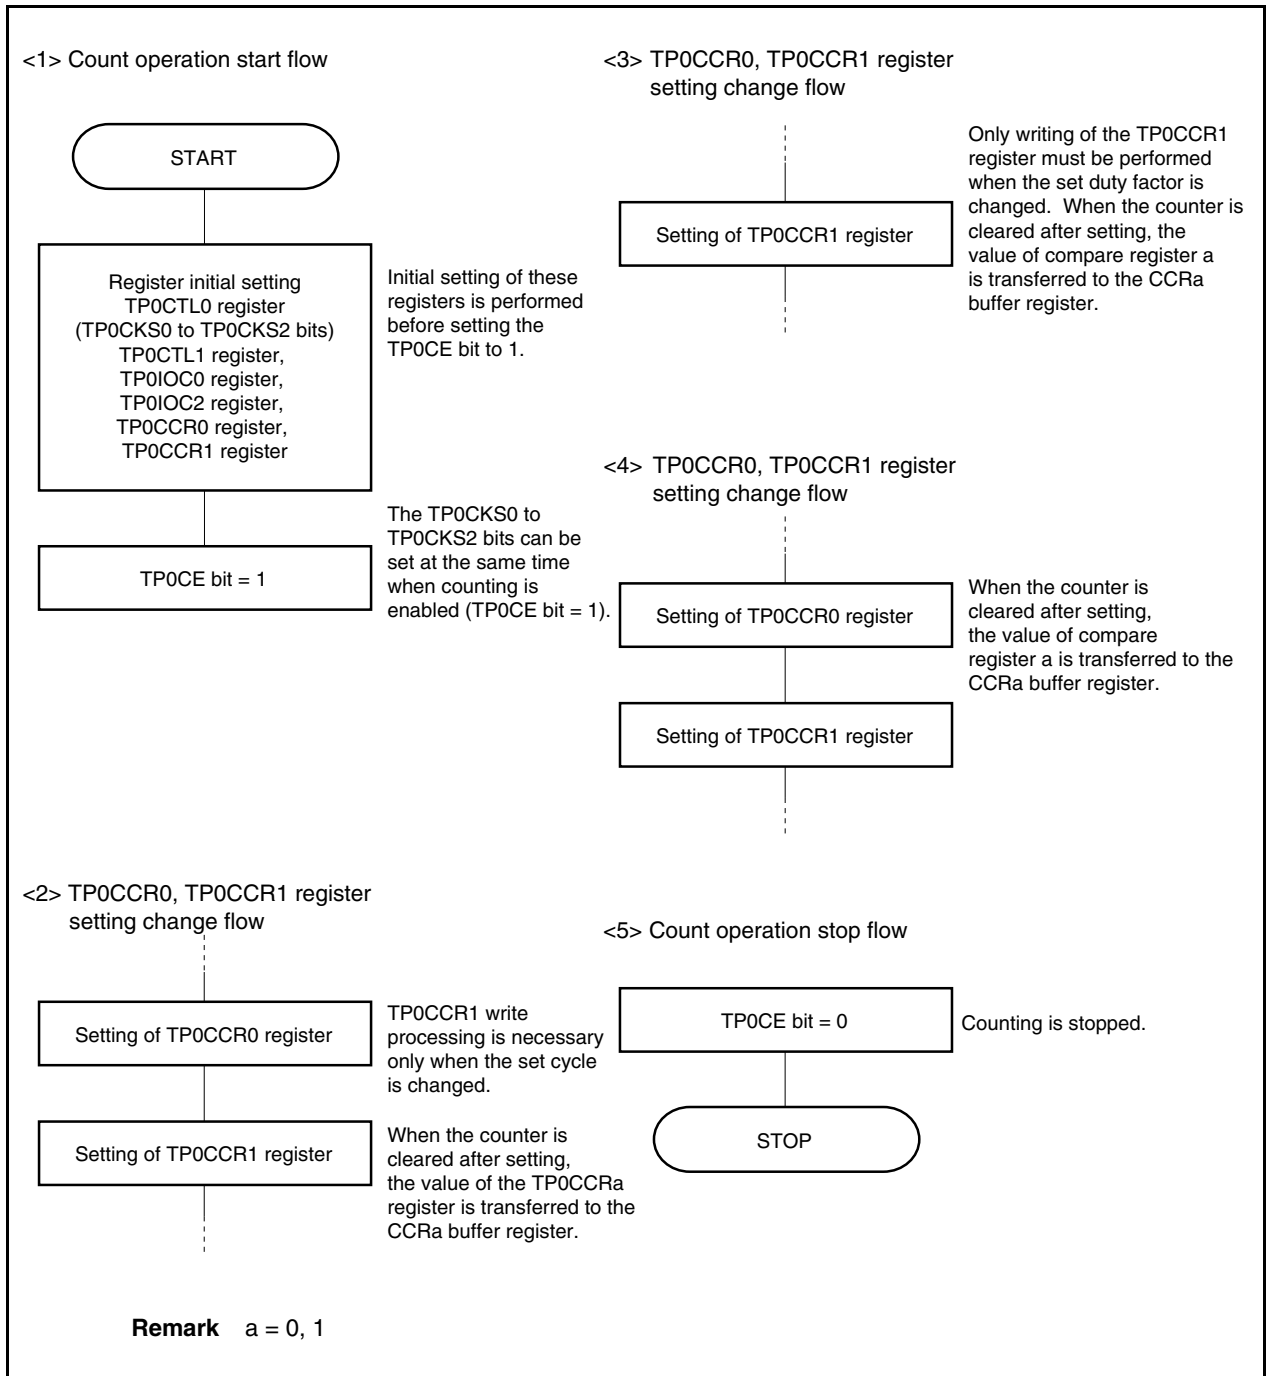 <1> Count operation start flow
START
Register initial setting
TP0CTL0 register
(TP0CKS0 to TP0CKS2 bits)
TP0CTL1 register,
TP0IOC0 register,
TP0IOC2 register,
TP0CCR0 register,
TP0CCR1 register
Initial setting of these
registers is performed
before setting the
TP0CE bit to 1.
TP0CE bit = 1
The TP0CKS0 to
TP0CKS2 bits can be
set at the same time
when counting is
enabled (TP0CE bit = 1).
<2> TP0CCR0, TP0CCR1 register
setting change flow
Setting of TP0CCR0 register
TP0CCR1 write
processing is necessary
only when the set cycle
is changed.
Setting of TP0CCR1 register
When the counter is
cleared after setting,
the value of the TP0CCRa
register is transferred to the
CCRa buffer register.
<3> TP0CCR0, TP0CCR1 register
setting change flow
Setting of TP0CCR1 register
Only writing of the TP0CCR1
register must be performed
when the set duty factor is
changed. When the counter is
cleared after setting, the
value of compare register a
is transferred to the CCRa
buffer register.
<4> TP0CCR0, TP0CCR1 register
setting change flow
Setting of TP0CCR0 register
When the counter is
cleared after setting,
the value of compare
register a is transferred to the
CCRa buffer register.
Setting of TP0CCR1 register
<5> Count operation stop flow
TP0CE bit = 0
Counting is stopped.
STOP
Remark a = 0, 1